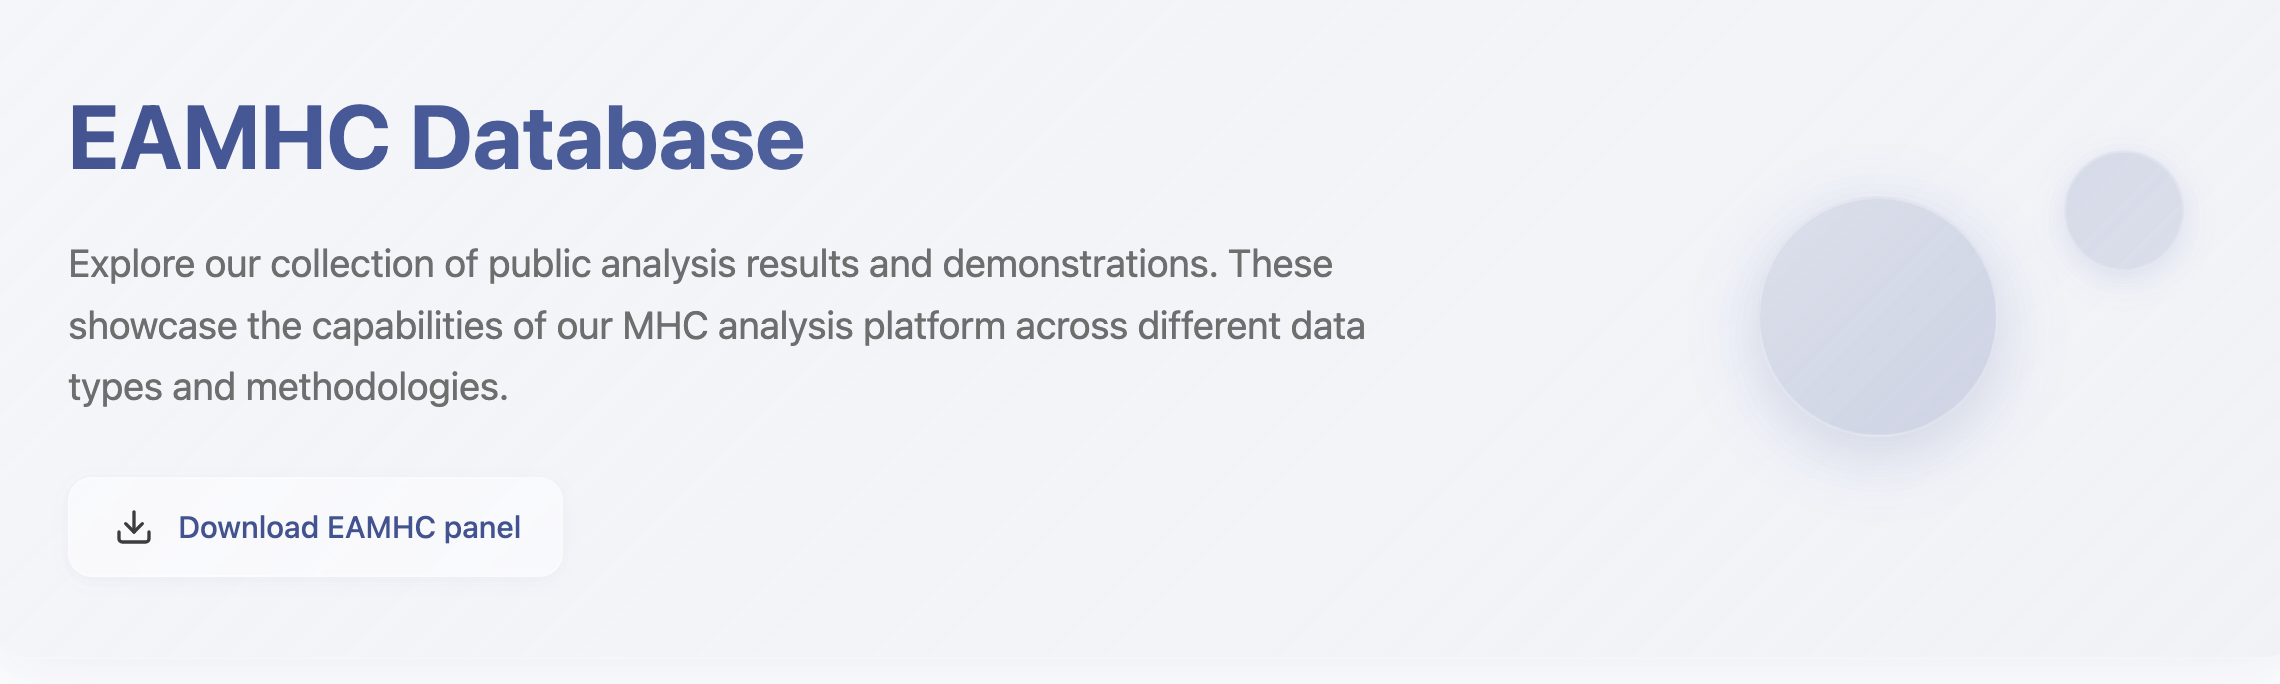 EAMHC Database
Explore our collection of public analysis results and demonstrations. These
showcase the capabilities of our MHC analysis platform across different data
types and methodologies.
Download EAMHC panel